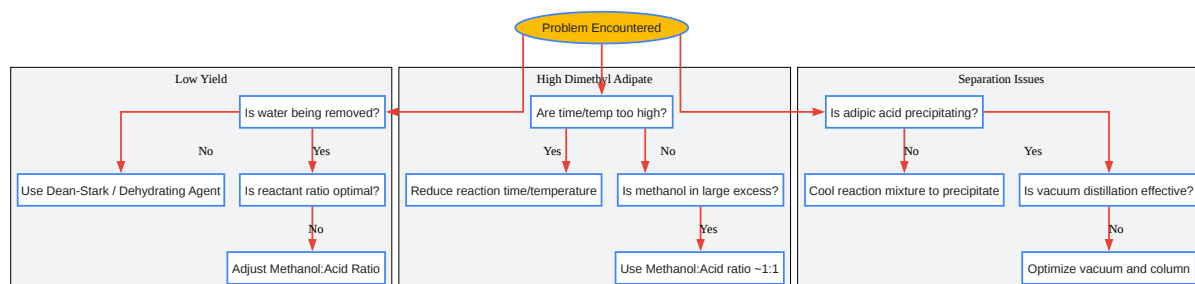 Problem Encountered
Low Yield
High Dimethyl Adipate
Separation Issues
Is water being removed?
Are time/temp too high?
Is adipic acid precipitating?
No
Yes
Yes
No
No
Yes
Use Dean-Stark / Dehydrating Agent
Is reactant ratio optimal?
Reduce reaction time/temperature
Is methanol in large excess?
Cool reaction mixture to precipitate
Is vacuum distillation effective?
No
Yes
No
Adjust Methanol:Acid Ratio
Use Methanol:Acid ratio ~1:1
Optimize vacuum and column